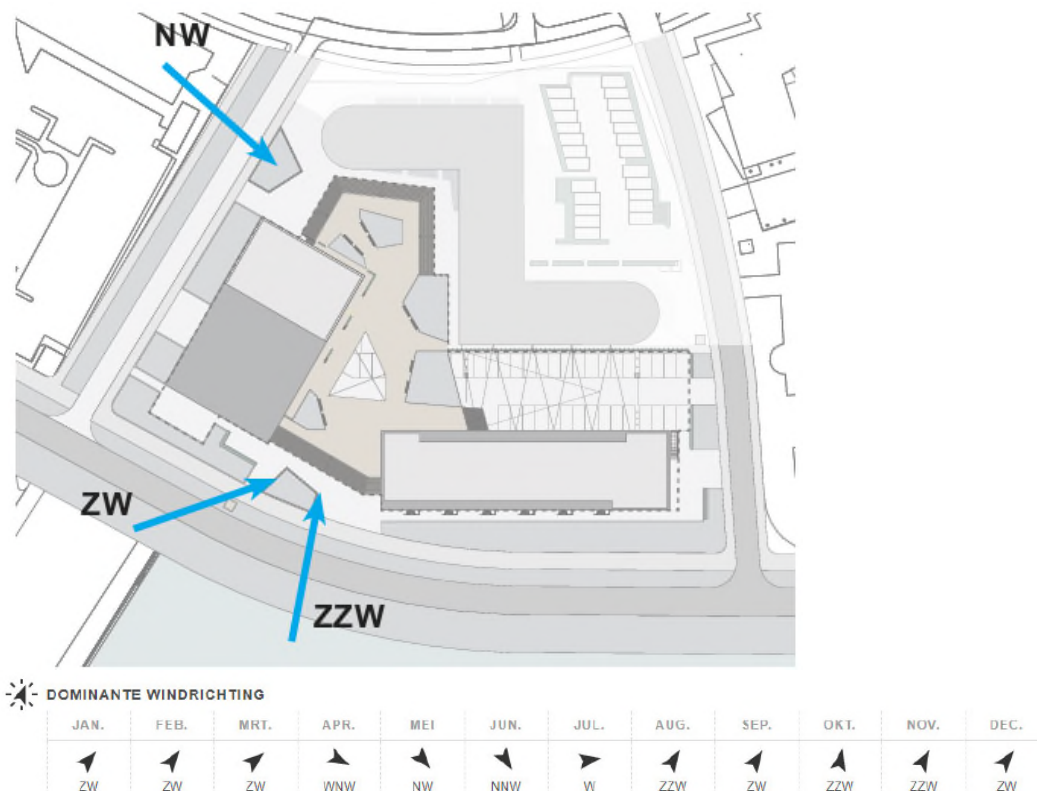 NW
ZW
ZZW
DOMINANTE WINDRICHTING
JAN. FEB. MRT. APR. MEI JUN. JUL. AUG. SEP. OKT. NOV. DEC.
ZW ZW ZW WNW NW NNW W ZZW ZW ZZW ZZW ZW